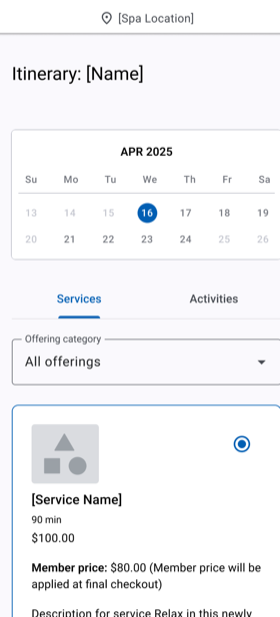 [Spa Location]
Itinerary: [Name]
APR 2025
Su Mo Tu We Th Fr Sa
13 14 15 16 17 18 19
20 21 22 23 24 25 26
Services Activities
Offering category
All offerings
[Service Name]
90 min
$100.00
Member price: $80.00 (Member price will be
applied at final checkout)
Description for service Relax in this newly